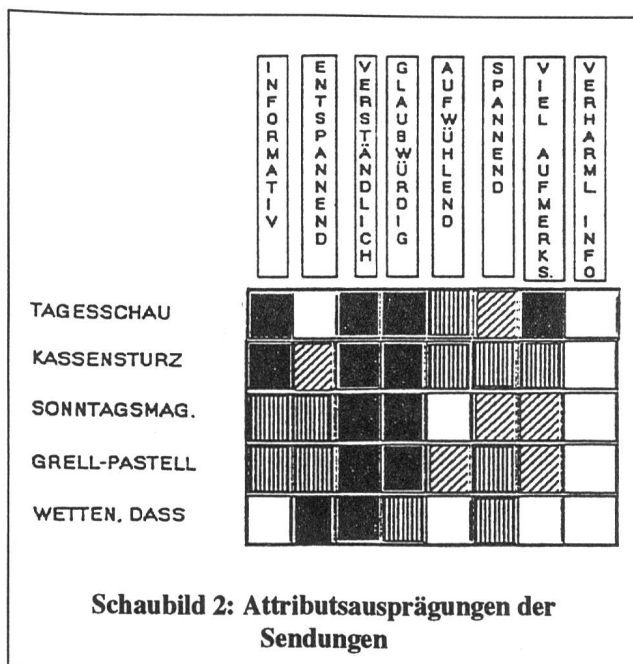 INFORMATIV
ENTSPANNEND
VERSTÄNDLICH
GLAUBWÜRDIG
AUFWÜHLEND
SPANNEND
VIEL AUFMERKS.
VERHARML. INFO
TAGESSCHAU
KASSENSTURZ
SONNTAGSMAG.
GRELL-PASTELL
WETTEN, DASS
Schaubild 2: Attributsausprägungen der
Sendungen